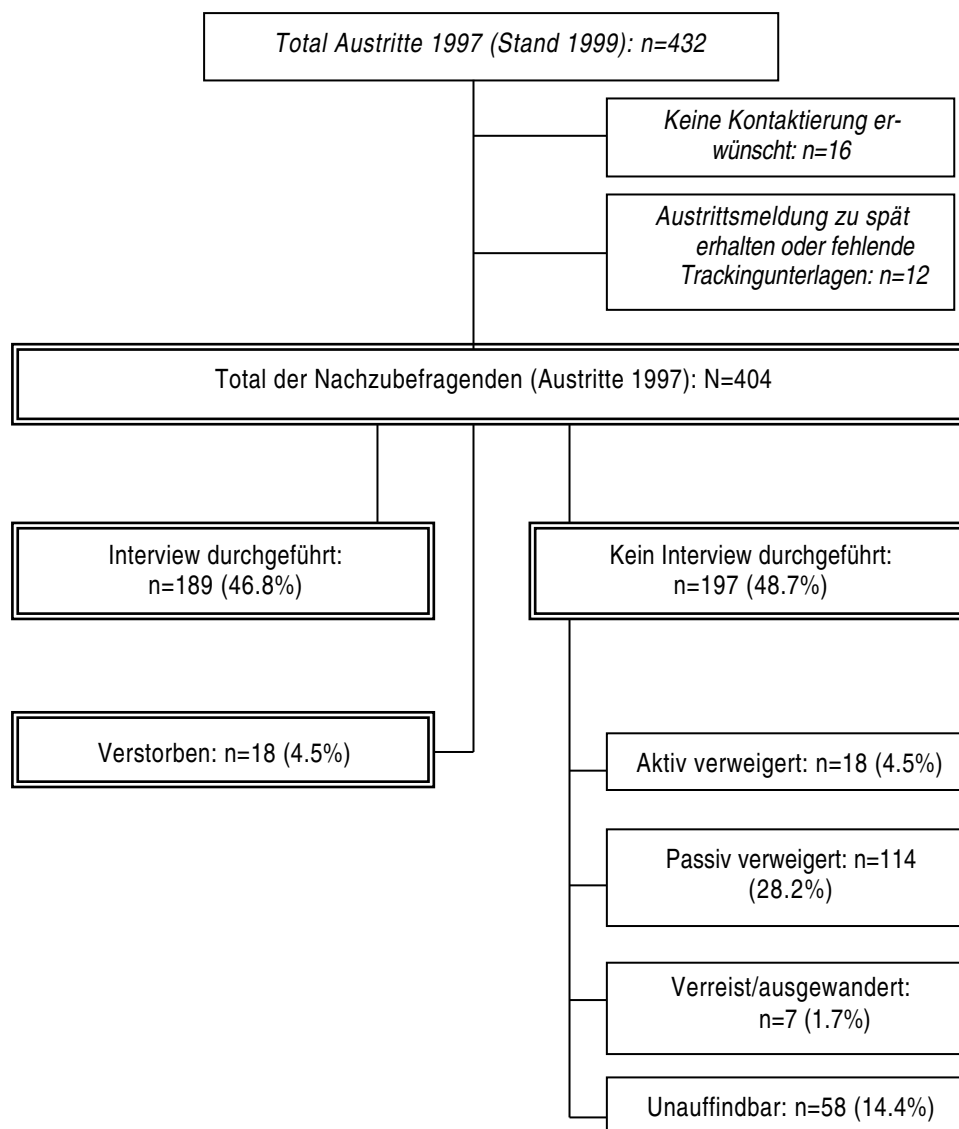 Total Austritte 1997 (Stand 1999): n=432
Keine Kontaktierung er-
wünscht: n=16
Austrittsmeldung zu spät
erhalten oder fehlende
Trackingunterlagen: n=12
Total der Nachzubefragenden (Austritte 1997): N=404
Interview durchgeführt:
n=189 (46.8%)
Kein Interview durchgeführt:
n=197 (48.7%)
Verstorben: n=18 (4.5%)
Aktiv verweigert: n=18 (4.5%)
Passiv verweigert: n=114
(28.2%)
Verreist/ausgewandert:
n=7 (1.7%)
Unauffindbar: n=58 (14.4%)